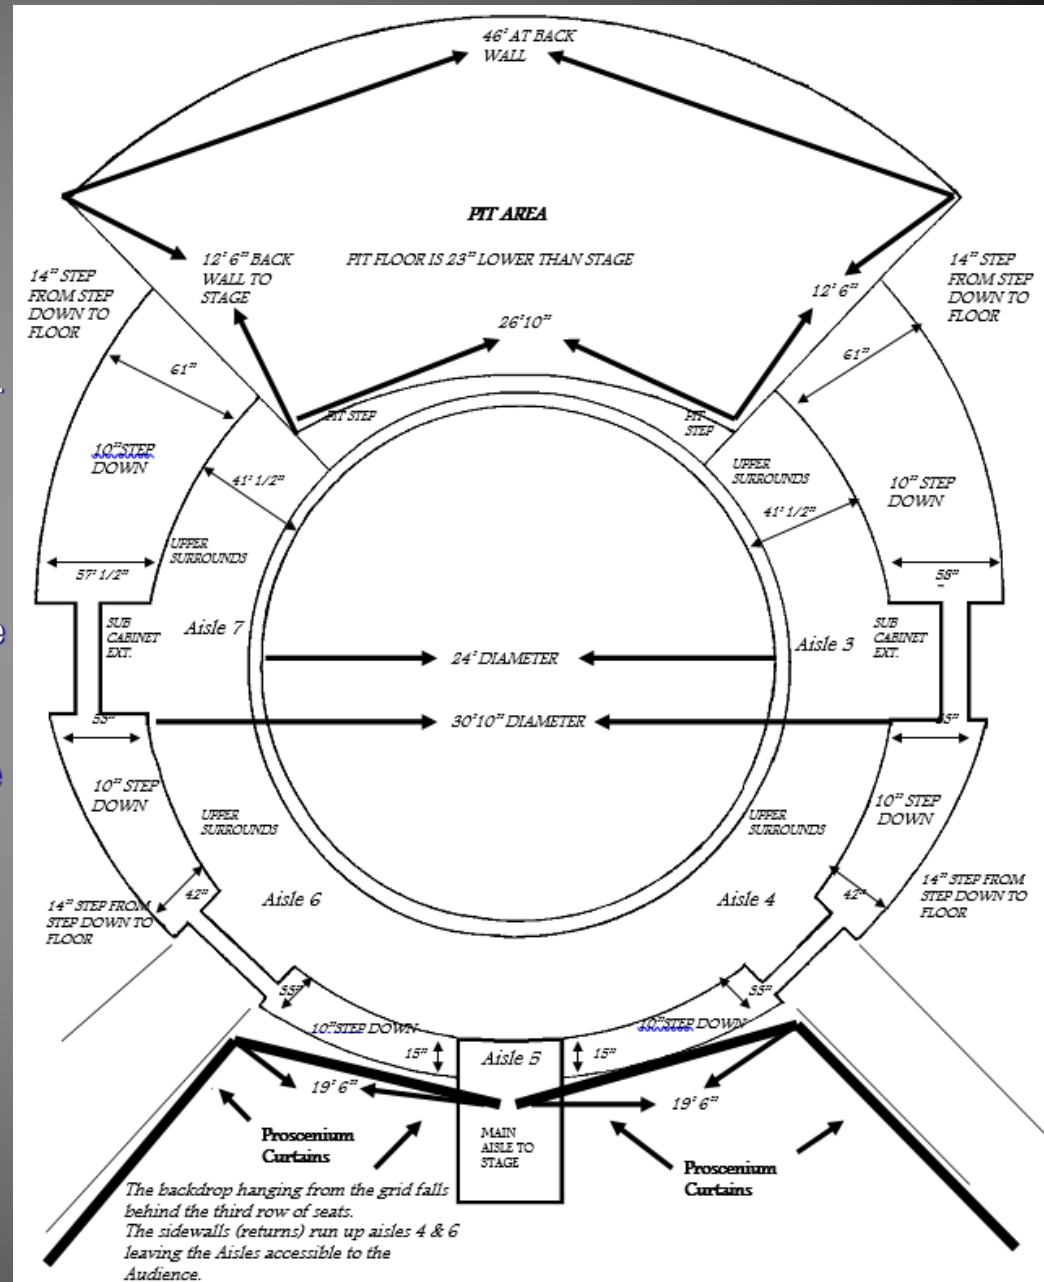 46' AT BACK
WALL
PIT AREA
PIT FLOOR IS 23" LOWER THAN STAGE
12' 6" BACK
WALL TO
STAGE
14" STEP
FROM STEP
DOWN TO
FLOOR
14" STEP
FROM STEP
DOWN TO
FLOOR
12' 6"
26'10"
61"
61"
PIT STEP
PIT
STEP
10"STEP
DOWN
41' 1/2"
UPPER
SURROUNDS
41' 1/2"
10" STEP
DOWN
UPPER
SURROUNDS
57' 1/2"
58"
SUB
CABINET
EXT.
Aisle 7
Aisle 3
SUB
CABINET
EXT.
24' DIAMETER
30'10" DIAMETER
10" STEP
DOWN
10" STEP
DOWN
UPPER
SURROUNDS
UPPER
SURROUNDS
42"
42"
Aisle 6
Aisle 4
14" STEP FROM
STEP DOWN TO
FLOOR
14" STEP FROM
STEP DOWN TO
FLOOR
10"STEP DOWN
10"STEP DOWN
15"
Aisle 5
15"
19' 6"
19' 6"
MAIN
AISLE TO
STAGE
Proscenium
Curtains
Proscenium
Curtains
The backdrop hanging from the grid falls
behind the third row of seats.
The sidewalls (returns) run up aisles 4 & 6
leaving the Aisles accessible to the
Audience.